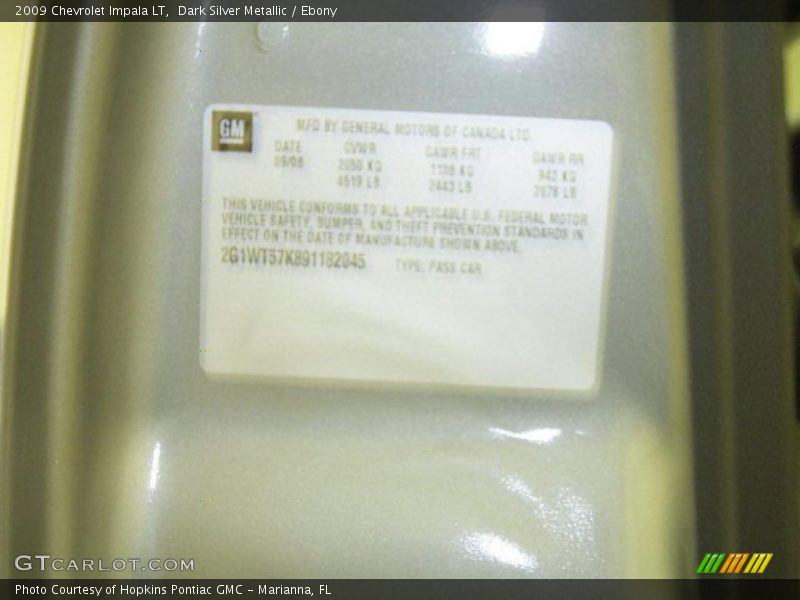 2009 Chevrolet Impala LT,  Dark Silver Metallic / Ebony
GM
MFD BY GENERAL MOTORS OF CANADA LTD.
DATE GVWR GAWR FRT GAWR RR
09/08 2050 KG 1108 KG 942 KG
4519 LB 2443 LB 2076 LB
THIS VEHICLE CONFORMS TO ALL APPLICABLE U.S. FEDERAL MOTOR
VEHICLE SAFETY, BUMPER, AND THEFT PREVENTION STANDARDS IN
EFFECT ON THE DATE OF MANUFACTURE SHOWN ABOVE.
2G1WT57K891182045 TYPE: PASS CAR
GTCARLOT.COM
Photo Courtesy of Hopkins Pontiac GMC - Marianna, FL